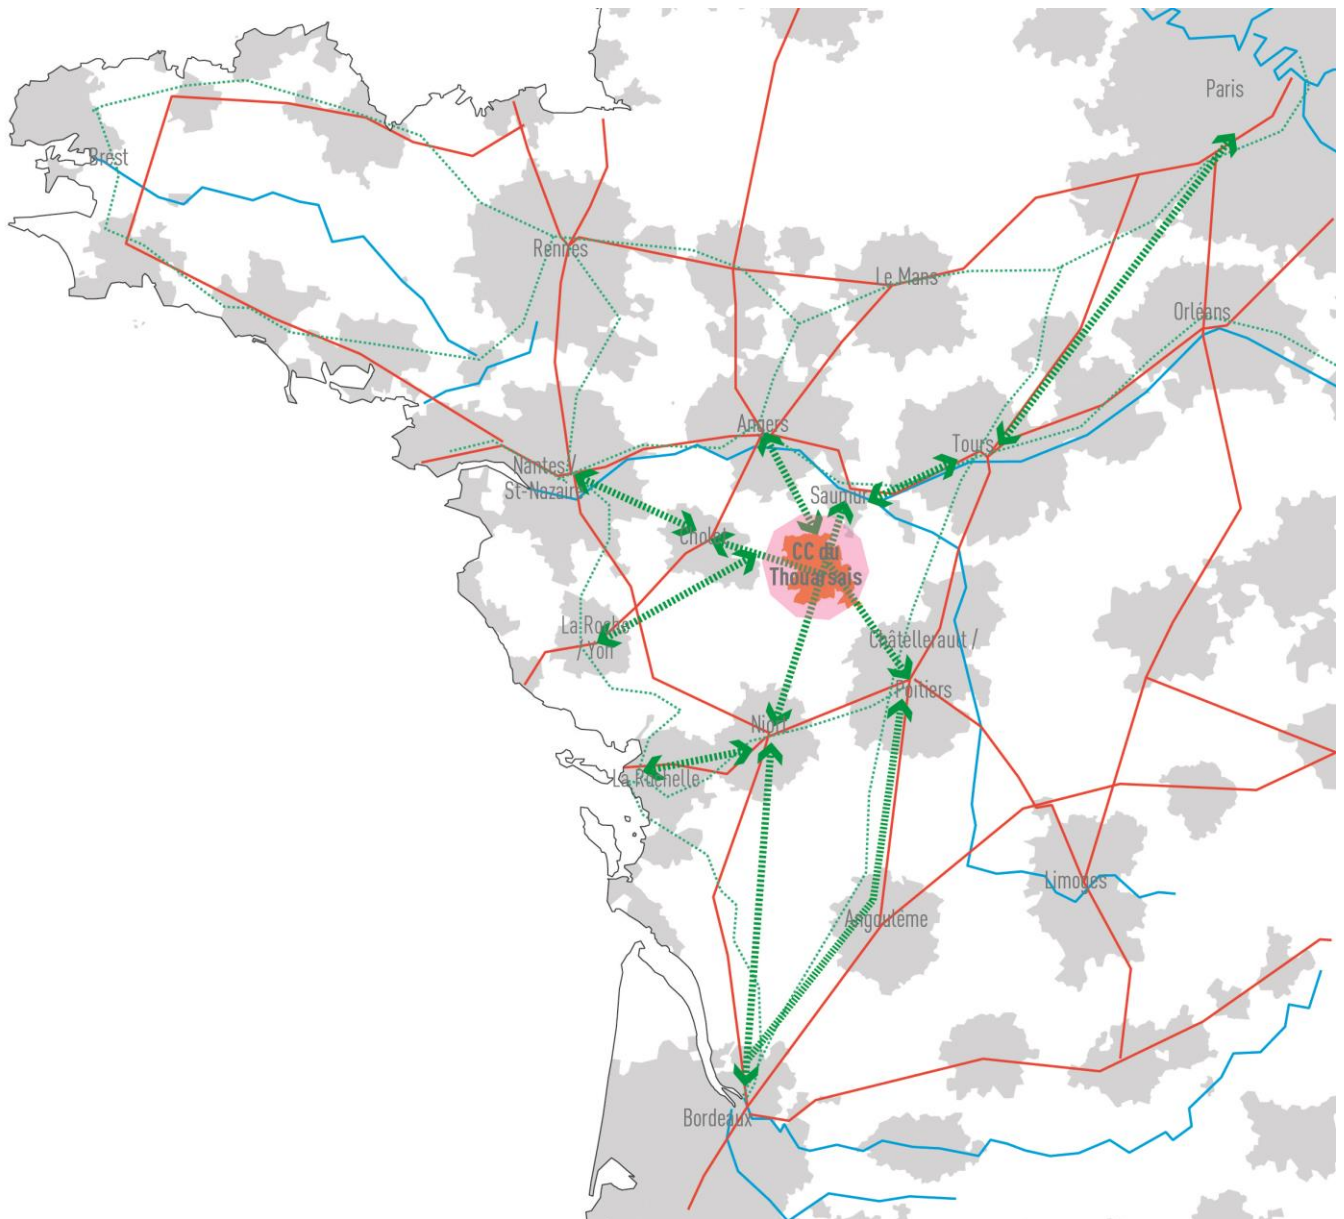 Paris
Brest
Rennes
Le Mans
Orléans
Angers
Tours
Nantes /
St-Nazaire
Saumur
Cholet
CC du
Thouarsais
La Roche
/ Yon
Châtellerault /
Poitiers
Niort
La Rochelle
Limoges
Angoulème
Bordeaux